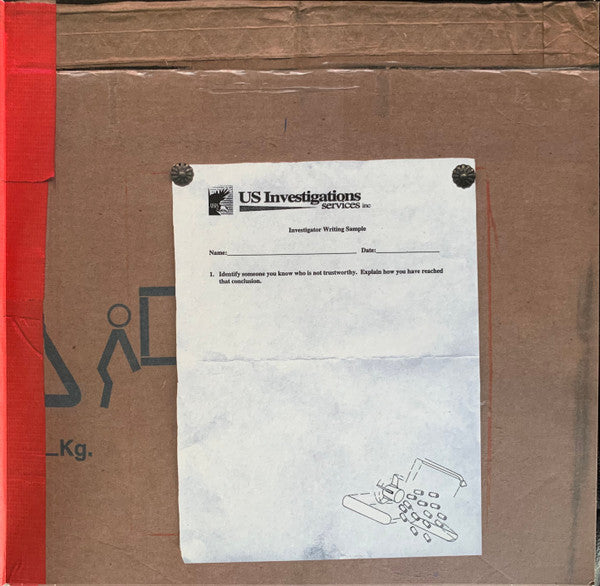 US Investigations
services inc
Investigator Writing Sample
Name: Date:
1. Identify someone you know who is not trustworthy. Explain how you have reached
that conclusion.
Kg.